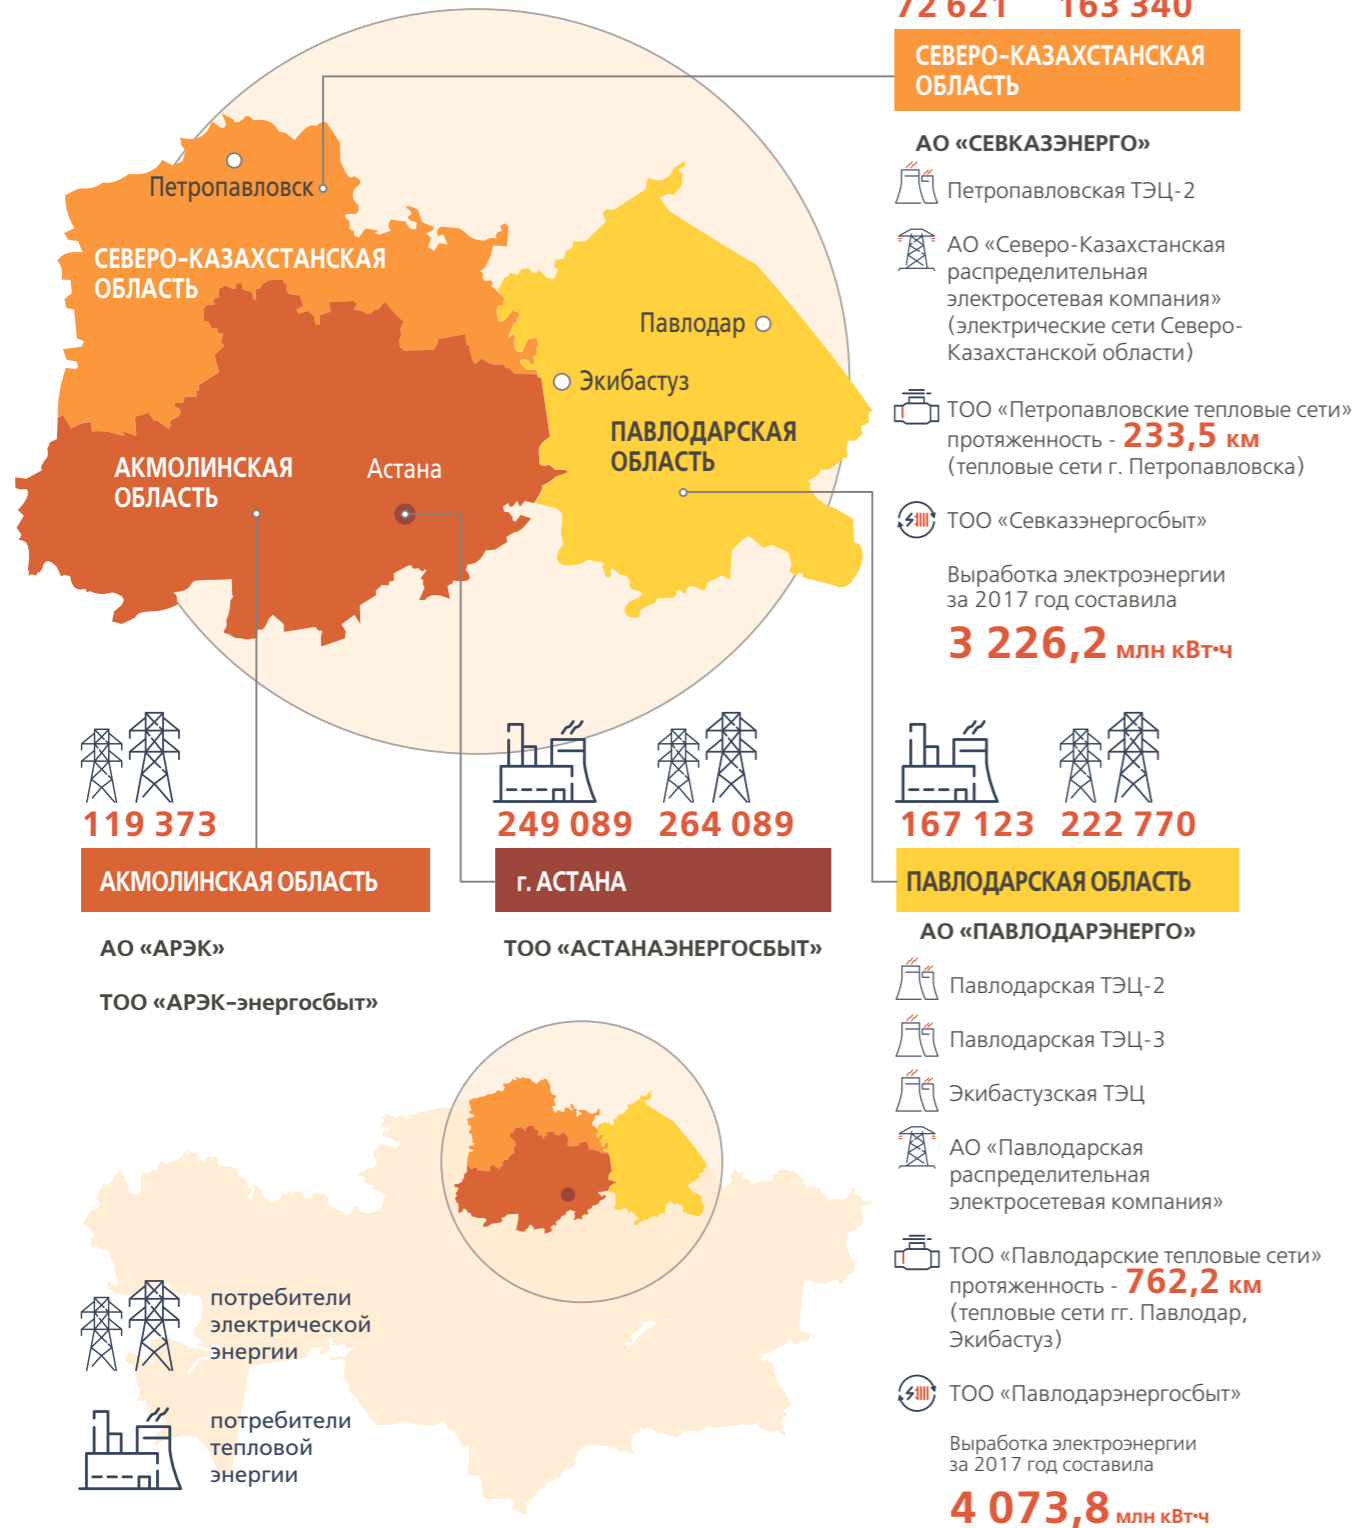 72 621 163 340
СЕВЕРО-КАЗАХСТАНСКАЯ
ОБЛАСТЬ
АО «СЕВКАЗЭНЕРГО»
Петропавловская ТЭЦ-2
АО «Северо-Казахстанская
распределительная
электросетевая компания»
(электрические сети Северо-
Казахстанской области)
ТОО «Петропавловские тепловые сети»
протяженность - 233,5 км
(тепловые сети г. Петропавловска)
ТОО «Севказэнергосбыт»
Выработка электроэнергии
за 2017 год составила
3 226,2 млн кВт·ч
Петропавловск
СЕВЕРО-КАЗАХСТАНСКАЯ
ОБЛАСТЬ
Павлодар
Экибастуз
ПАВЛОДАРСКАЯ
ОБЛАСТЬ
АКМОЛИНСКАЯ
ОБЛАСТЬ
Астана
119 373
АКМОЛИНСКАЯ ОБЛАСТЬ
АО «АРЭК»
ТОО «АРЭК-энергосбыт»
249 089 264 089
г. АСТАНА
ТОО «АСТАНАЭНЕРГОСБЫТ»
167 123 222 770
ПАВЛОДАРСКАЯ ОБЛАСТЬ
АО «ПАВЛОДАРЭНЕРГО»
Павлодарская ТЭЦ-2
Павлодарская ТЭЦ-3
Экибастузская ТЭЦ
АО «Павлодарская
распределительная
электросетевая компания»
ТОО «Павлодарские тепловые сети»
протяженность - 762,2 км
(тепловые сети гг. Павлодар,
Экибастуз)
ТОО «Павлодарэнергосбыт»
Выработка электроэнергии
за 2017 год составила
4 073,8 млн кВт·ч
потребители
электрической
энергии
потребители
тепловой
энергии